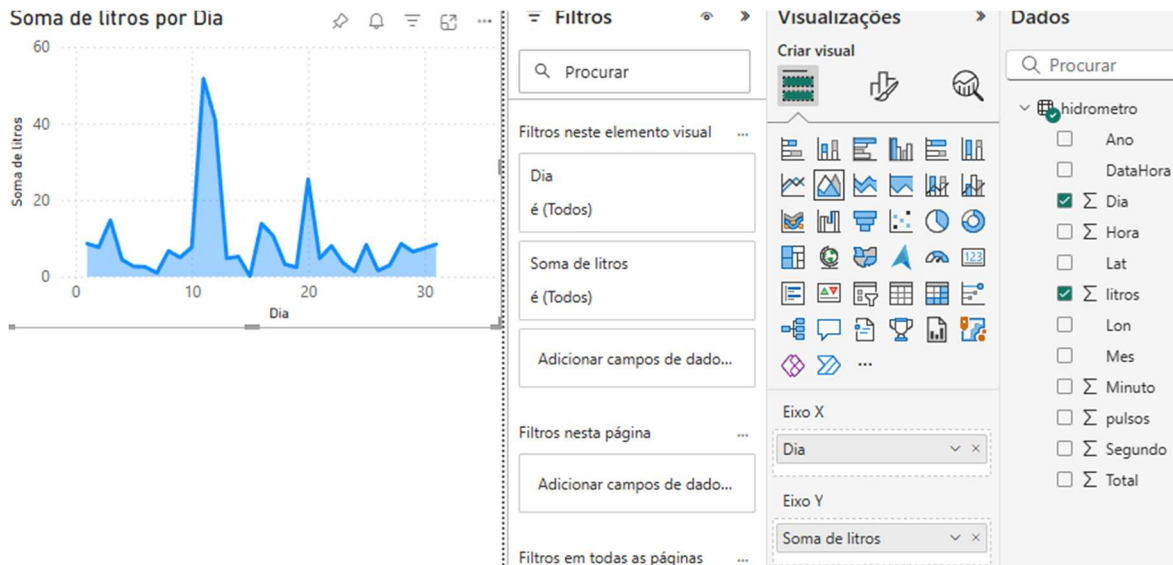 Soma de litros por Dia
60
40
20
0
Soma de litros
0
10
20
30
Dia
Filtros
Procurar
Filtros neste elemento visual
Dia
é (Todos)
Soma de litros
é (Todos)
Adicionar campos de dado...
Filtros nesta página
Adicionar campos de dado...
Filtros em todas as páginas
Visualizações
Criar visual
123
Eixo X
Dia
Eixo Y
Soma de litros
Dados
Procurar
hidrometro
Ano
DataHora
Dia
Hora
Lat
litros
Lon
Mes
Minuto
pulsos
Segundo
Total